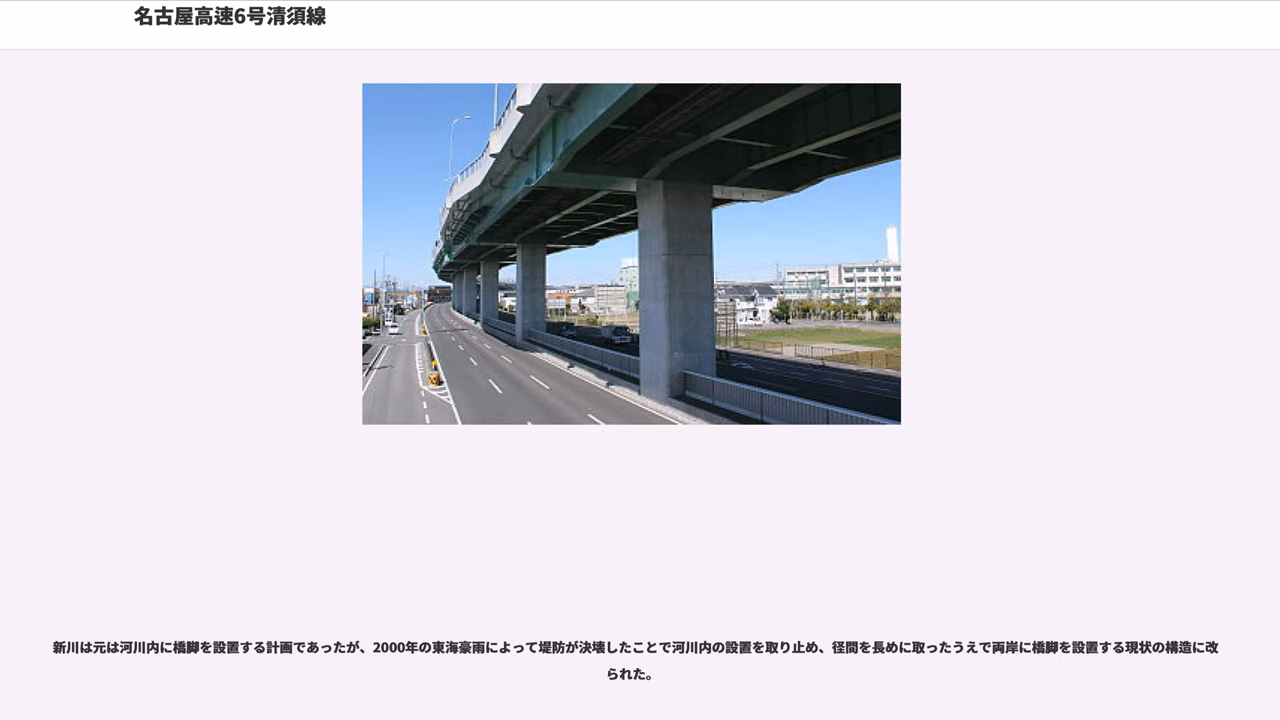 名古屋高速6号清須線
新川は元は河川内に橋脚を設置する計画であったが、2000年の東海豪雨によって堤防が決壊したことで河川内の設置を取り止め、径間を長めに取ったうえで両岸に橋脚を設置する現状の構造に改
られた。